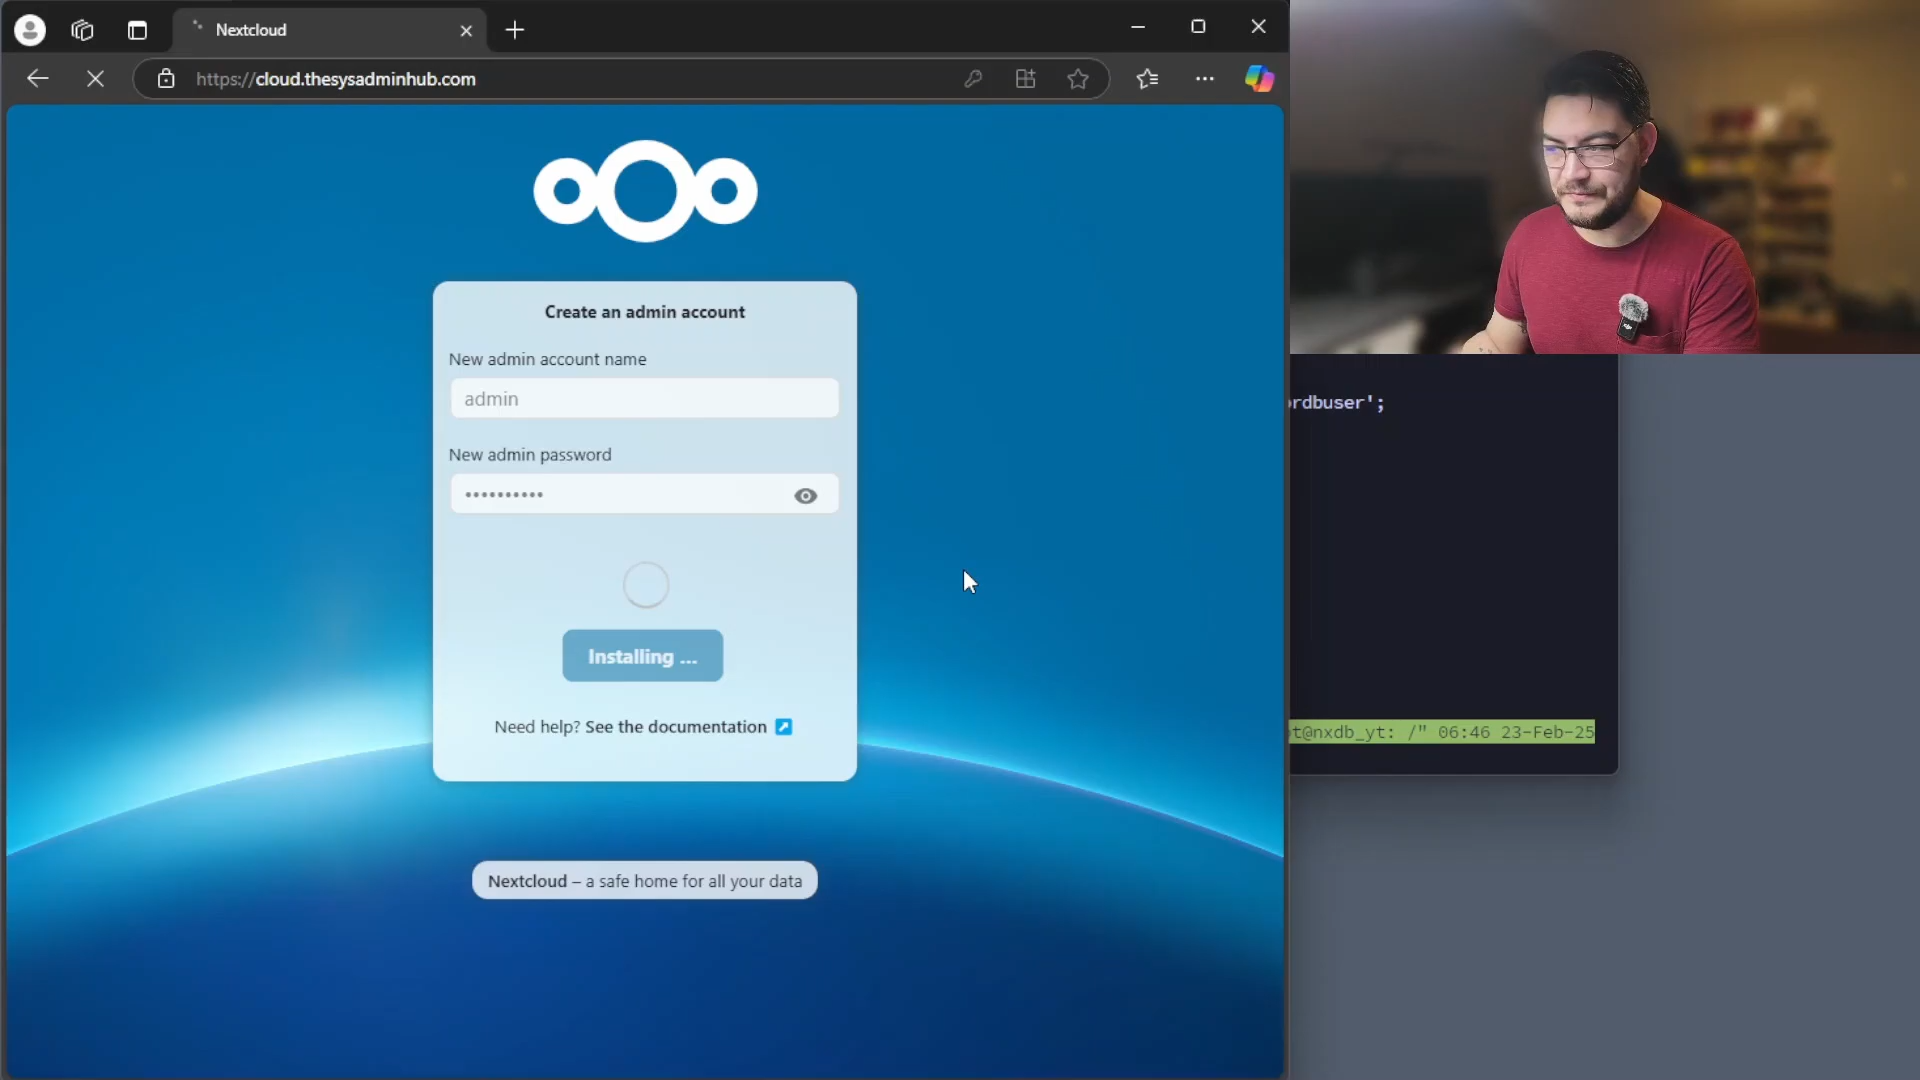 Nextcloud
https://cloud.thesysadminhub.com
Create an admin account
New admin account name
admin
New admin password
••••••••••
Installing ...
Need help? See the documentation
Nextcloud – a safe home for all your data
rdbuser';
t@nxdb_yt: /" 06:46 23-Feb-25